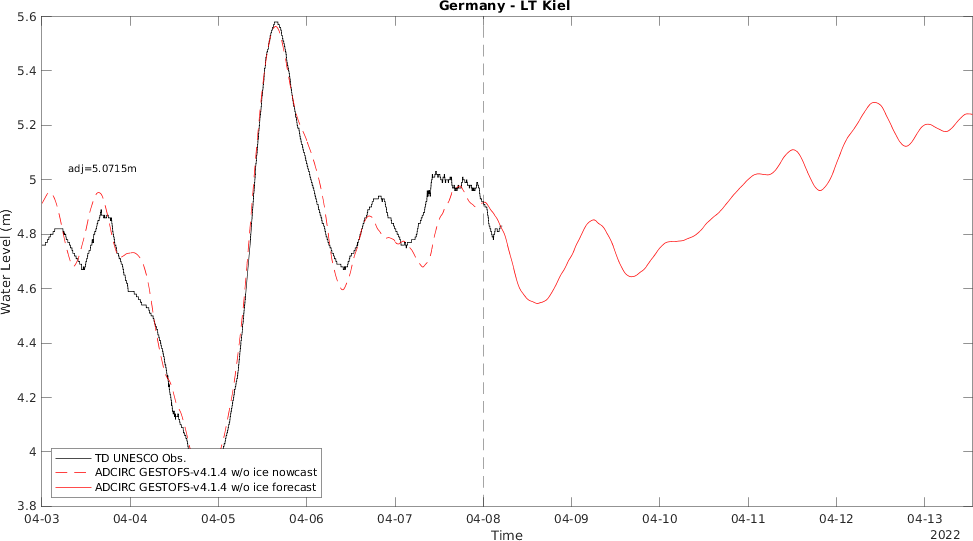 Germany - LT Kiel
5.6
5.4
5.2
5
4.8
4.6
4.4
4.2
4
3.8
Water Level (m)
adj=5.0715m
TD UNESCO Obs.
ADCIRC GESTOFS-v4.1.4 w/o ice nowcast
ADCIRC GESTOFS-v4.1.4 w/o ice forecast
04-03 04-04 04-05 04-06 04-07 04-08 04-09 04-10 04-11 04-12 04-13
Time
2022